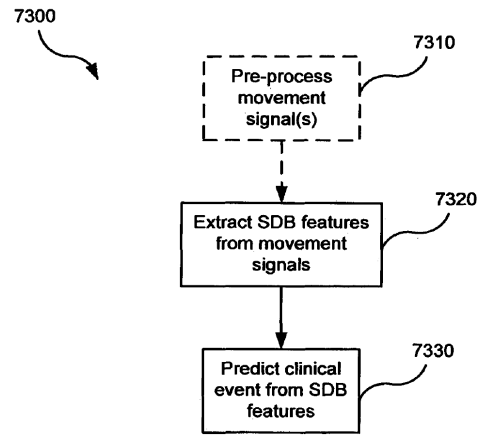 7300
7310
Pre-process
movement
signal(s)
7320
Extract SDB features
from movement
signals
7330
Predict clinical
event from SDB
features